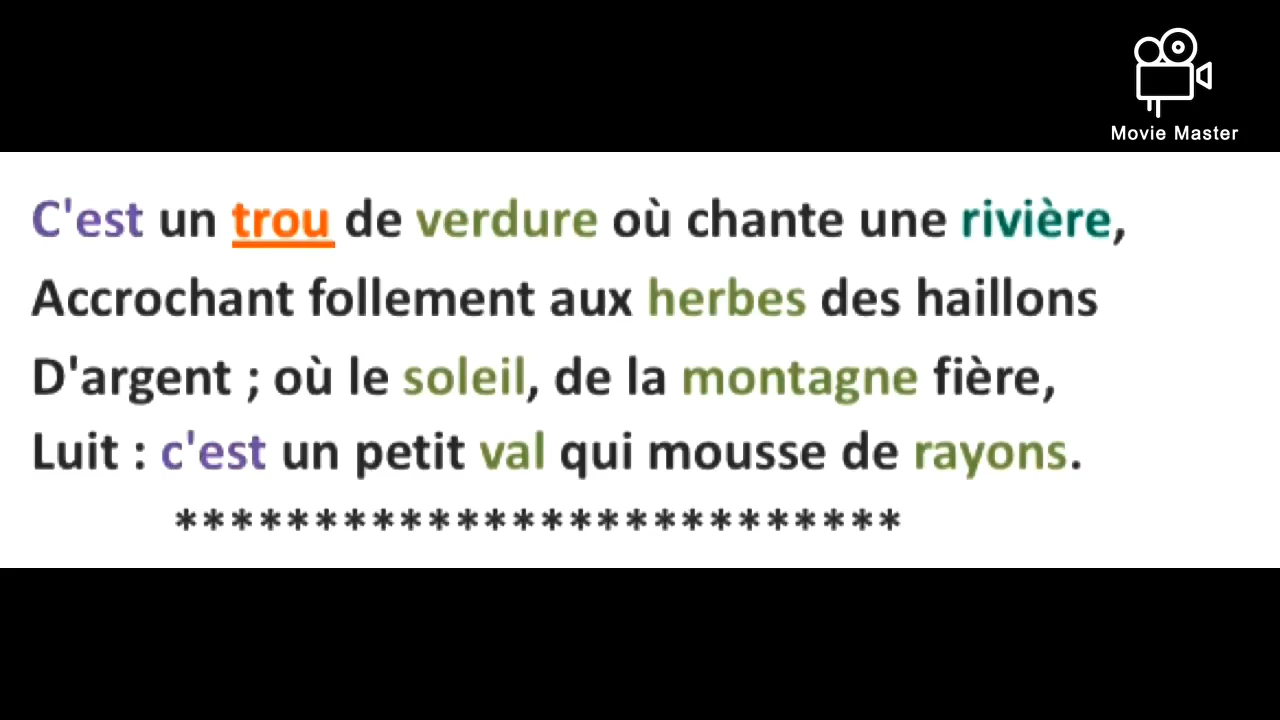 Movie Master
C'est un trou de verdure où chante une rivière,
Accrochant follement aux herbes des haillons
D'argent ; où le soleil, de la montagne fière,
Luit : c'est un petit val qui mousse de rayons.
**************************